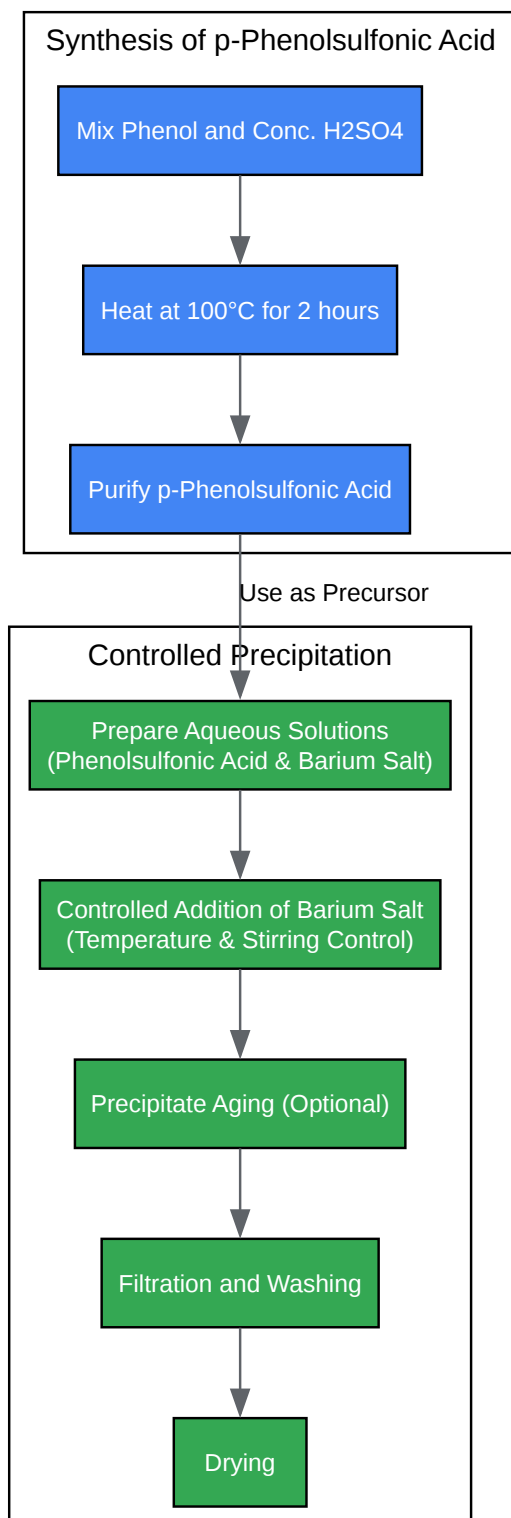 Synthesis of p-Phenolsulfonic Acid
Mix Phenol and Conc. H2SO4
Heat at 100°C for 2 hours
Purify p-Phenolsulfonic Acid
Use as Precursor
Controlled Precipitation
Prepare Aqueous Solutions
(Phenolsulfonic Acid & Barium Salt)
Controlled Addition of Barium Salt
(Temperature & Stirring Control)
Precipitate Aging (Optional)
Filtration and Washing
Drying